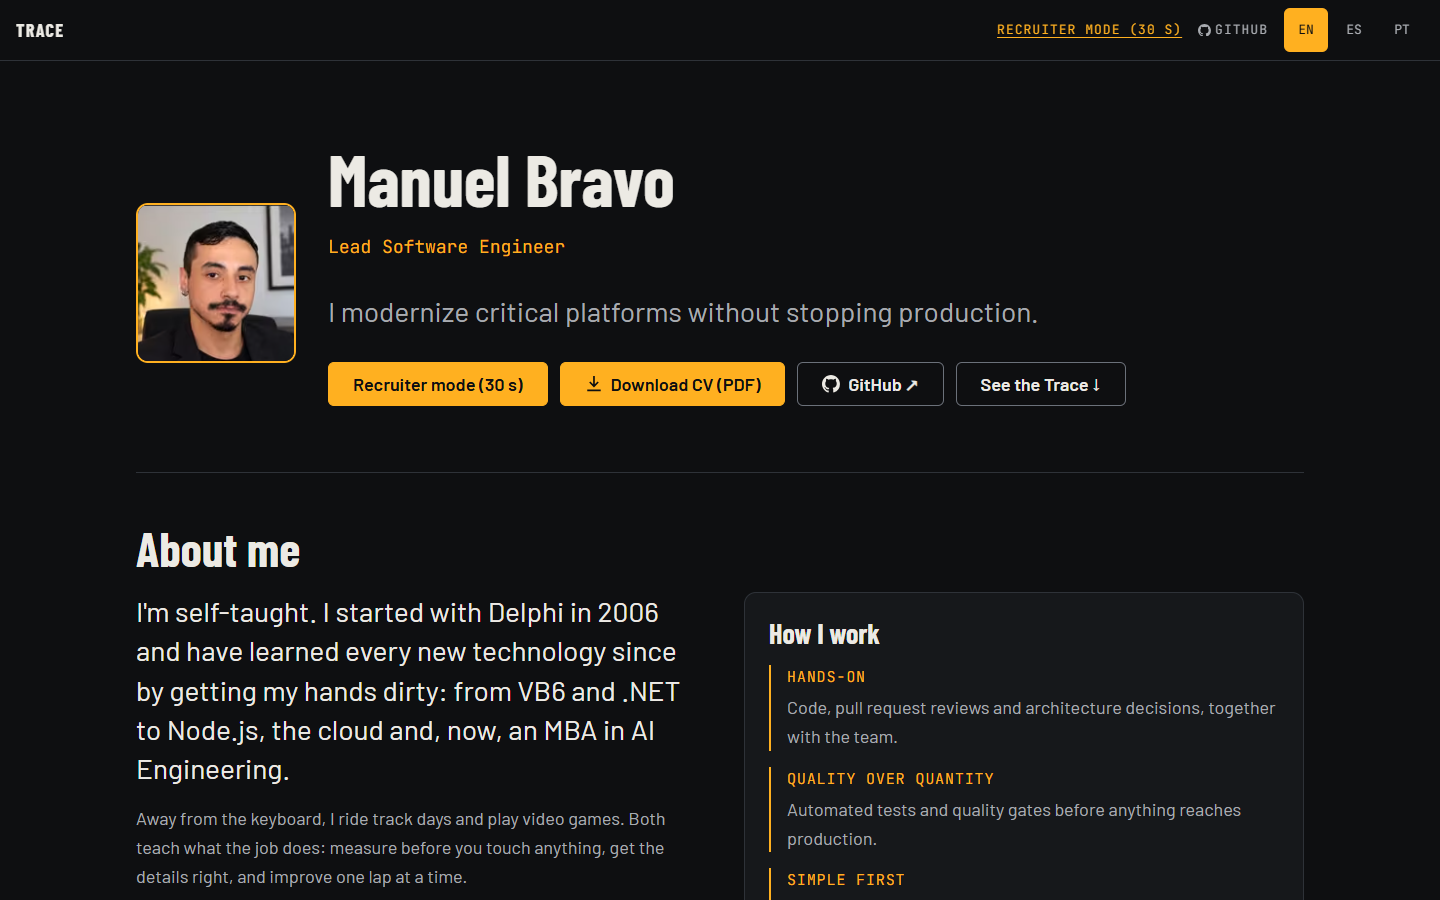 TRACE
RECRUITER MODE (30 S)
GITHUB
EN
ES
PT
Manuel Bravo
Lead Software Engineer
I modernize critical platforms without stopping production.
Recruiter mode (30 s)
Download CV (PDF)
GitHub ↗
See the Trace ↓
About me
I'm self-taught. I started with Delphi in 2006
and have learned every new technology since
by getting my hands dirty: from VB6 and .NET
to Node.js, the cloud and, now, an MBA in AI
Engineering.
Away from the keyboard, I ride track days and play video games. Both
teach what the job does: measure before you touch anything, get the
details right, and improve one lap at a time.
How I work
HANDS-ON
Code, pull request reviews and architecture decisions, together
with the team.
QUALITY OVER QUANTITY
Automated tests and quality gates before anything reaches
production.
SIMPLE FIRST